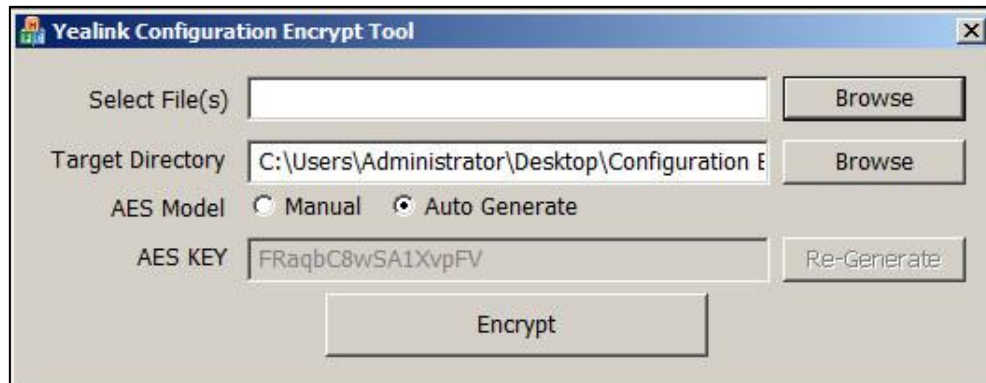 Yealink Configuration Encrypt Tool
Select File(s) Browse
Target Directory C:\Users\Administrator\Desktop\Configuration E Browse
AES Model Manual Auto Generate
AES KEY FRaqbC8wSA1XvpFV Re-Generate
Encrypt